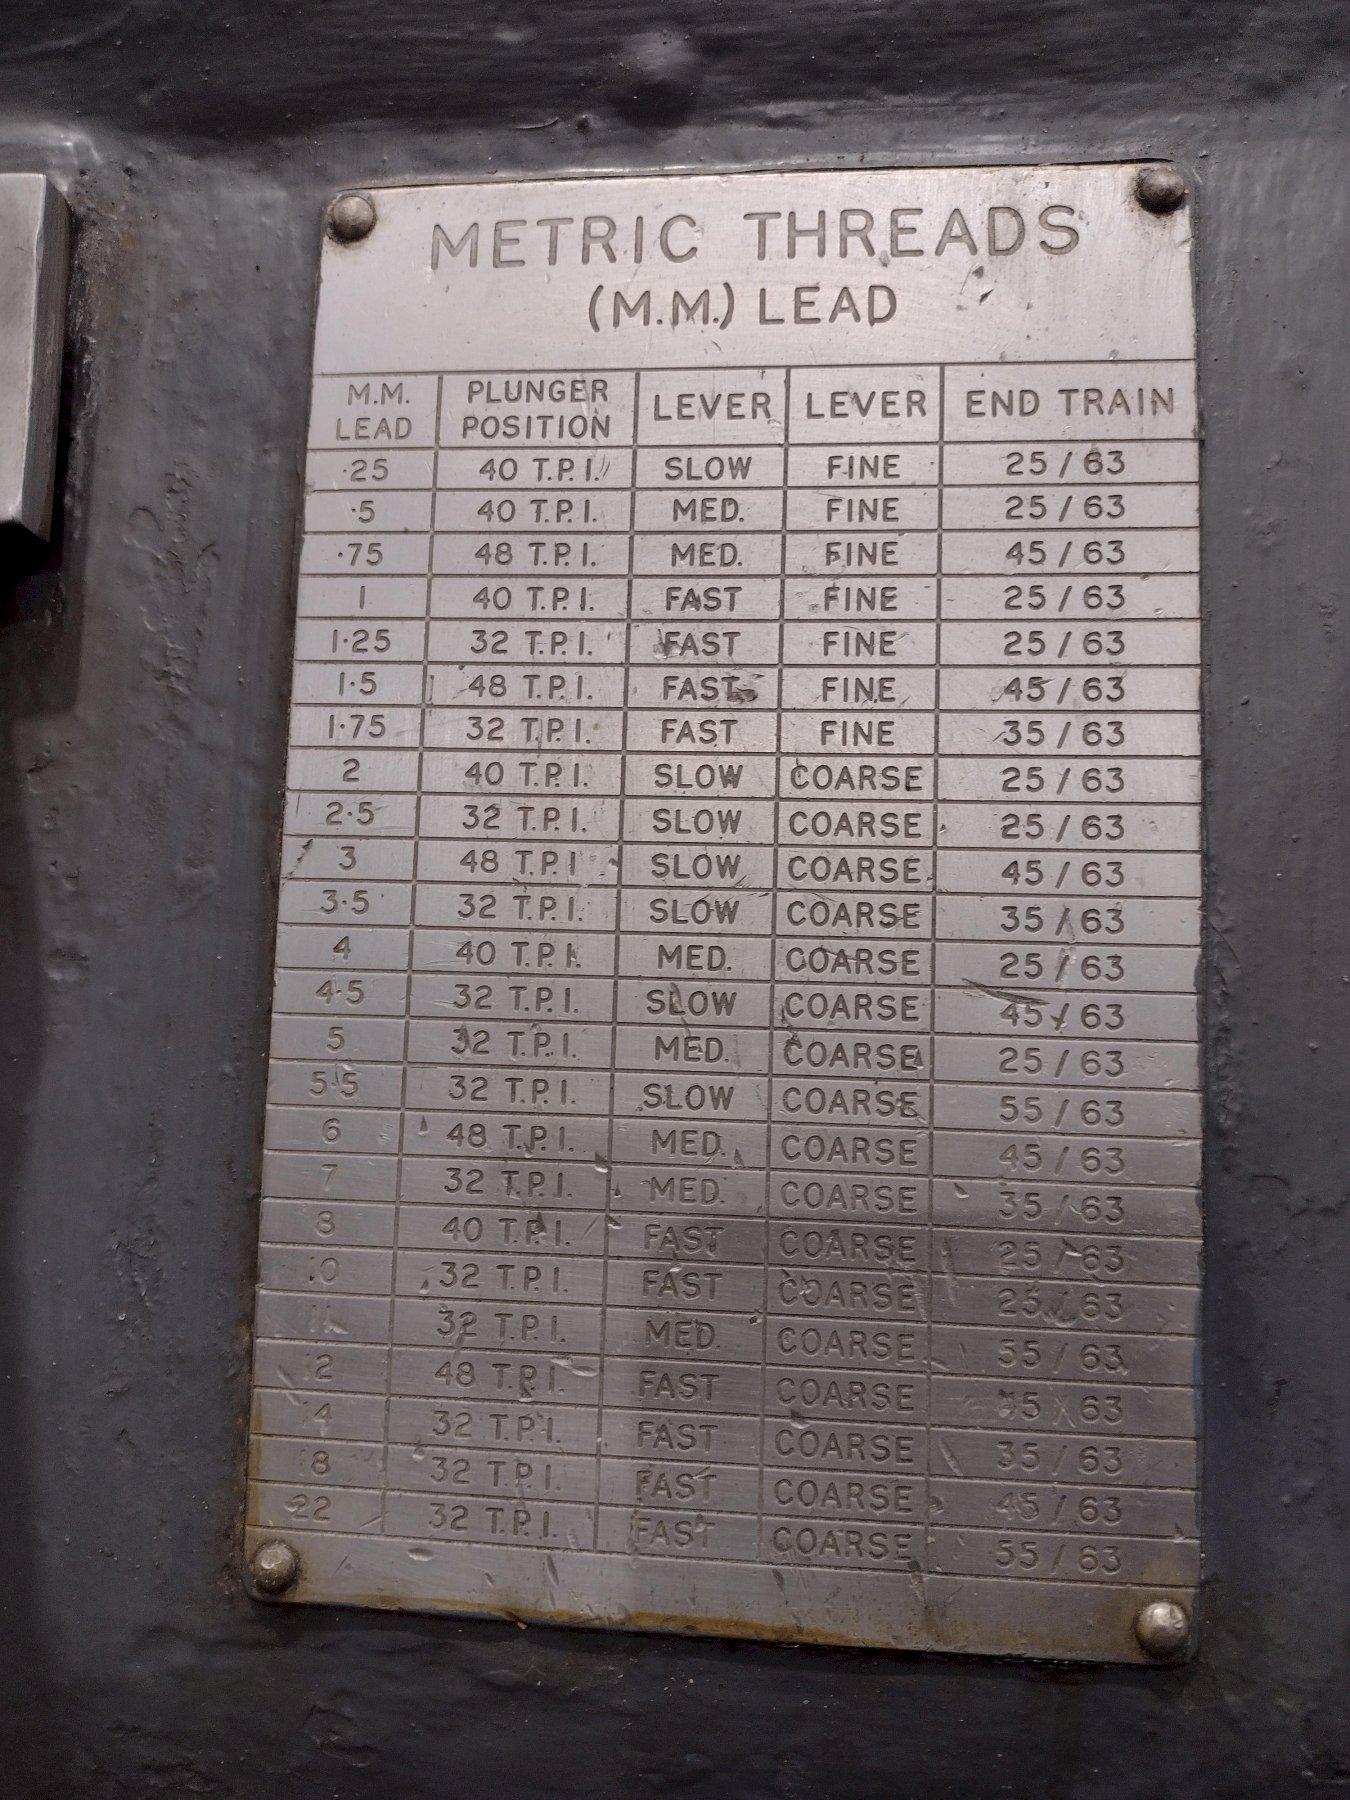 METRIC THREADS
(M.M.) LEAD
M.M. LEAD PLUNGER POSITION LEVER LEVER END TRAIN
·25 40 T.P.I. SLOW FINE 25 / 63
·5 40 T.P.I. MED. FINE 25 / 63
·75 48 T.P.I. MED. FINE 45 / 63
1 40 T.P.I. FAST FINE 25 / 63
1·25 32 T.P.I. FAST FINE 25 / 63
1·5 48 T.P.I. FAST FINE 45 / 63
1·75 32 T.P.I. FAST FINE 35 / 63
2 40 T.P.I. SLOW COARSE 25 / 63
2·5 32 T.P.I. SLOW COARSE 25 / 63
3 48 T.P.I SLOW COARSE 45 / 63
3·5 32 T.P.I. SLOW COARSE 35 / 63
4 40 T.P.I. MED. COARSE 25 / 63
4·5 32 T.P.I. SLOW COARSE 45 / 63
5 32 T.P.I. MED. COARSE 25 / 63
5·5 32 T.P.I. SLOW COARSE 55 / 63
6 48 T.P.I. MED. COARSE 45 / 63
7 32 T.P.I. MED. COARSE 35 / 63
8 40 T.P.I. FAST COARSE 25 / 63
10 32 T.P.I. FAST COARSE 25 / 63
11 32 T.P.I. MED. COARSE 55 / 63
12 48 T.P.I. FAST COARSE 45 / 63
14 32 T.P.I. FAST COARSE 35 / 63
18 32 T.P.I. FAST COARSE 45 / 63
22 32 T.P.I. FAST COARSE 55 / 63